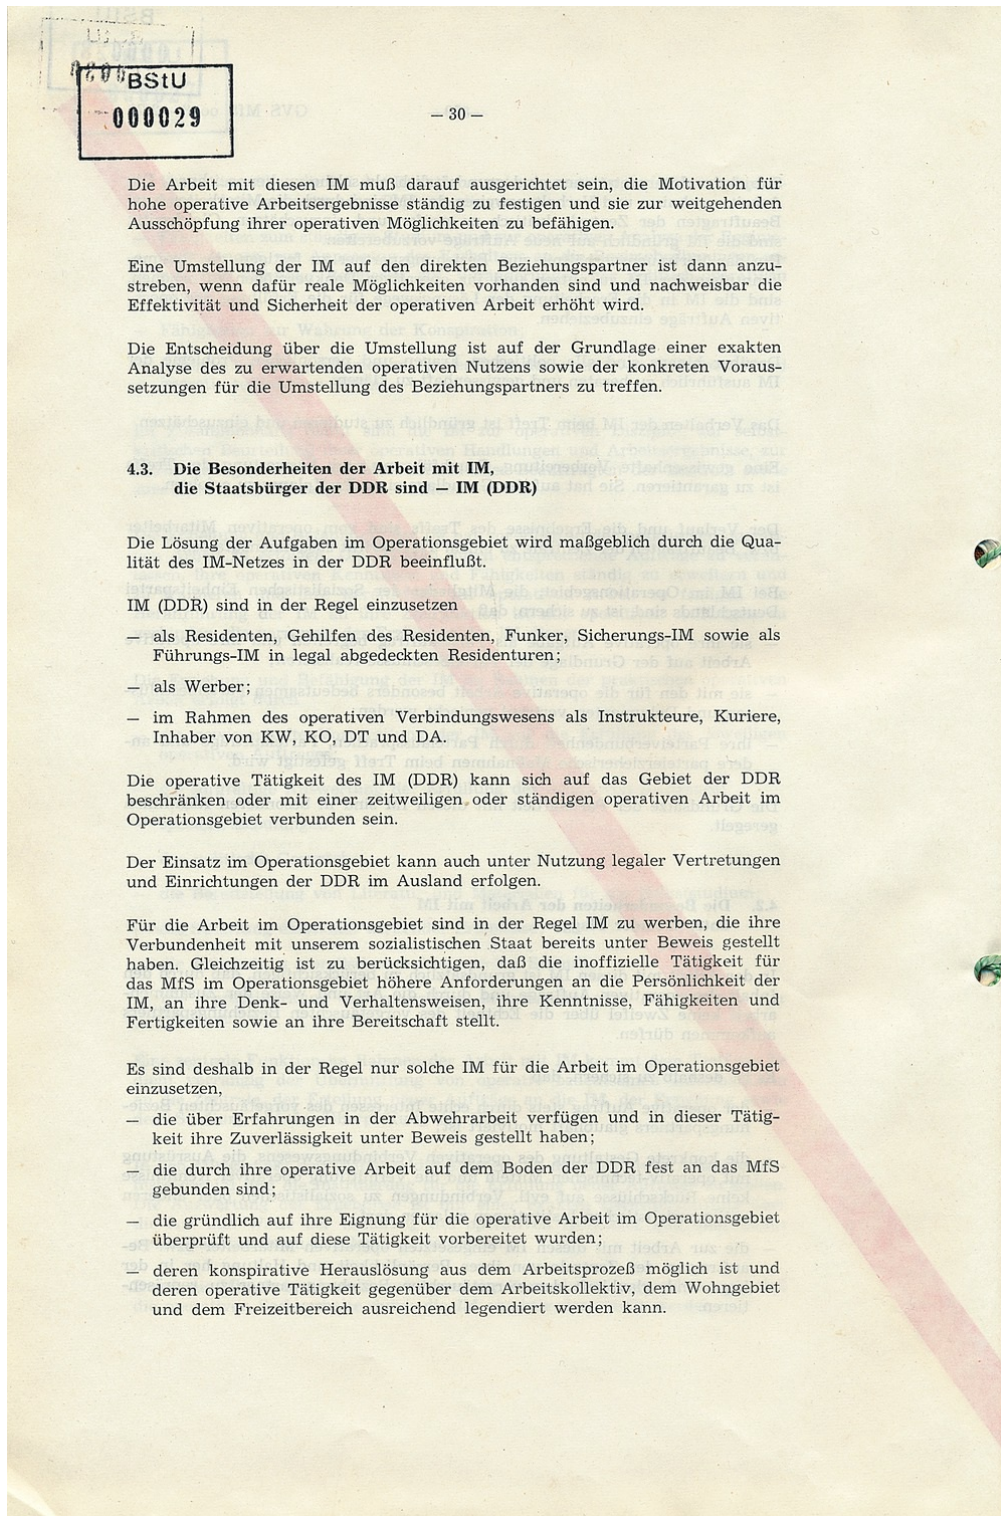 BStU
000029
— 30 —
Die Arbeit mit diesen IM muß darauf ausgerichtet sein, die Motivation für
hohe operative Arbeitsergebnisse ständig zu festigen und sie zur weitgehenden
Ausschöpfung ihrer operativen Möglichkeiten zu befähigen.
Eine Umstellung der IM auf den direkten Beziehungspartner ist dann anzu-
streben, wenn dafür reale Möglichkeiten vorhanden sind und nachweisbar die
Effektivität und Sicherheit der operativen Arbeit erhöht wird.
Die Entscheidung über die Umstellung ist auf der Grundlage einer exakten
Analyse des zu erwartenden operativen Nutzens sowie der konkreten Voraus-
setzungen für die Umstellung des Beziehungspartners zu treffen.
4.3. Die Besonderheiten der Arbeit mit IM,
die Staatsbürger der DDR sind — IM (DDR)
Die Lösung der Aufgaben im Operationsgebiet wird maßgeblich durch die Qua-
lität des IM-Netzes in der DDR beeinflußt.
IM (DDR) sind in der Regel einzusetzen
— als Residenten, Gehilfen des Residenten, Funker, Sicherungs-IM sowie als
Führungs-IM in legal abgedeckten Residenturen;
— als Werber;
— im Rahmen des operativen Verbindungswesens als Instrukteure, Kuriere,
Inhaber von KW, KO, DT und DA.
Die operative Tätigkeit des IM (DDR) kann sich auf das Gebiet der DDR
beschränken oder mit einer zeitweiligen oder ständigen operativen Arbeit im
Operationsgebiet verbunden sein.
Der Einsatz im Operationsgebiet kann auch unter Nutzung legaler Vertretungen
und Einrichtungen der DDR im Ausland erfolgen.
Für die Arbeit im Operationsgebiet sind in der Regel IM zu werben, die ihre
Verbundenheit mit unserem sozialistischen Staat bereits unter Beweis gestellt
haben. Gleichzeitig ist zu berücksichtigen, daß die inoffizielle Tätigkeit für
das MfS im Operationsgebiet höhere Anforderungen an die Persönlichkeit der
IM, an ihre Denk- und Verhaltensweisen, ihre Kenntnisse, Fähigkeiten und
Fertigkeiten sowie an ihre Bereitschaft stellt.
Es sind deshalb in der Regel nur solche IM für die Arbeit im Operationsgebiet
einzusetzen,
— die über Erfahrungen in der Abwehrarbeit verfügen und in dieser Tätig-
keit ihre Zuverlässigkeit unter Beweis gestellt haben;
— die durch ihre operative Arbeit auf dem Boden der DDR fest an das MfS
gebunden sind;
— die gründlich auf ihre Eignung für die operative Arbeit im Operationsgebiet
überprüft und auf diese Tätigkeit vorbereitet wurden;
— deren konspirative Herauslösung aus dem Arbeitsprozeß möglich ist und
deren operative Tätigkeit gegenüber dem Arbeitskollektiv, dem Wohngebiet
und dem Freizeitbereich ausreichend legendiert werden kann.